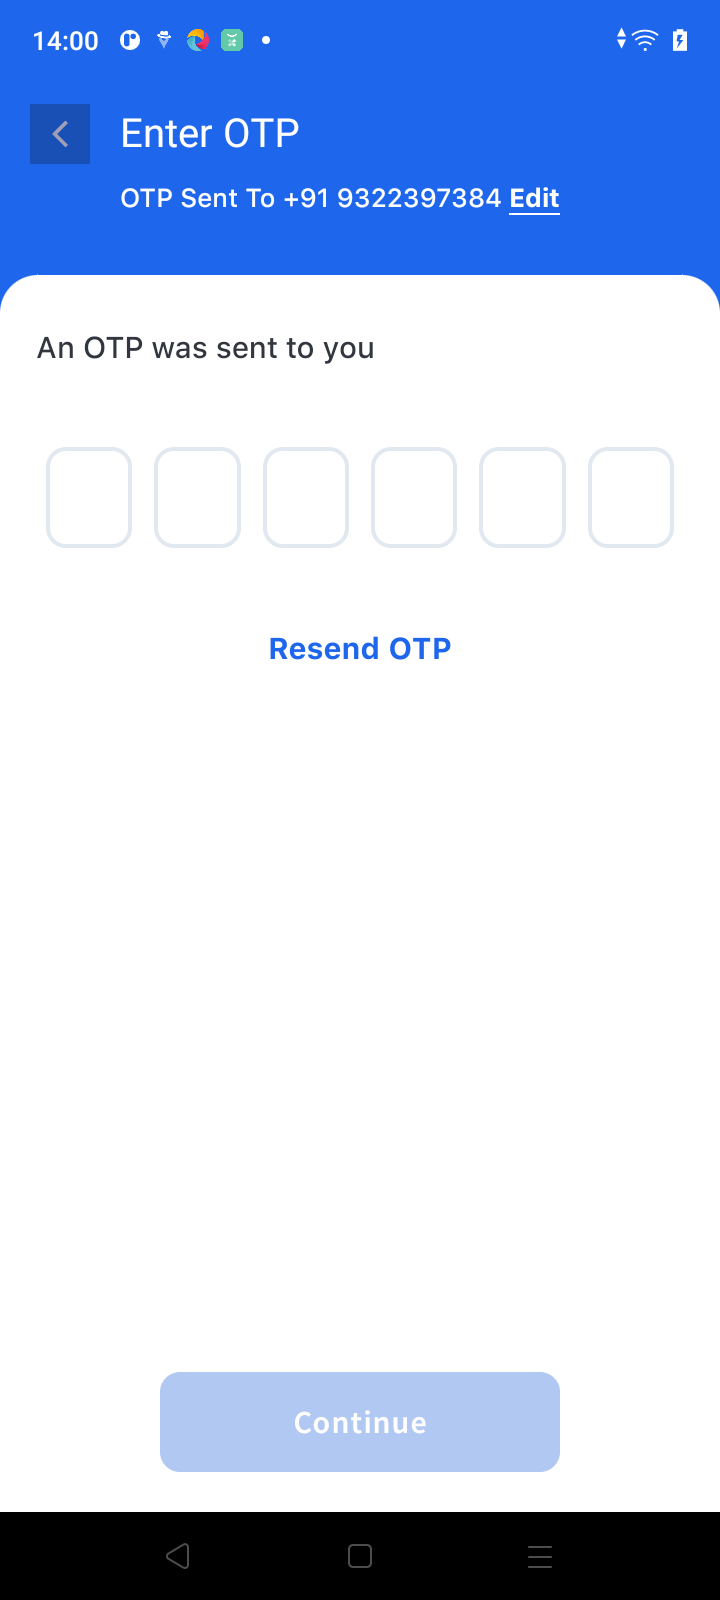 14:00
Enter OTP
OTP Sent To +91 9322397384 Edit
An OTP was sent to you
Resend OTP
Continue